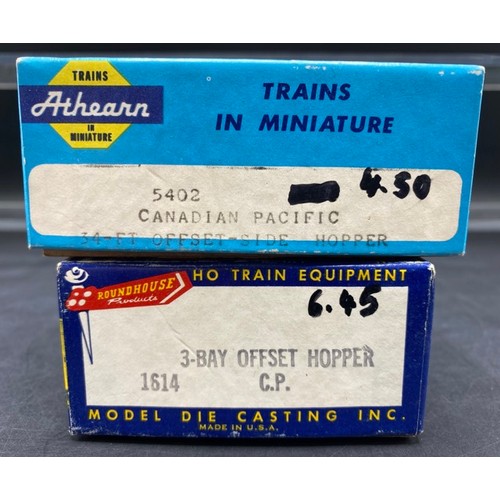 TRAINS
Athearn
IN
MINIATURE
TRAINS
IN MINIATURE
4.50
5402
CANADIAN PACIFIC
34-FT OFFSET-SIDE HOPPER
HO TRAIN EQUIPMENT
ROUNDHOUSE
Products
6.45
3-BAY OFFSET HOPPER
1614 C.P.
MODEL DIE CASTING INC.
MADE IN U.S.A.